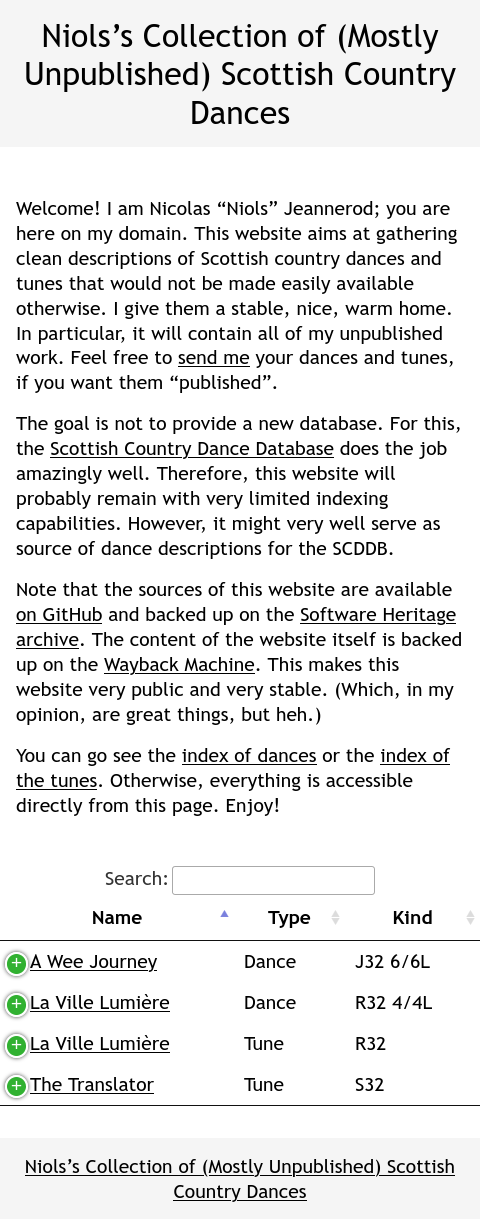 Niols’s Collection of (Mostly
Unpublished) Scottish Country
Dances
Welcome! I am Nicolas “Niols” Jeannerod; you are
here on my domain. This website aims at gathering
clean descriptions of Scottish country dances and
tunes that would not be made easily available
otherwise. I give them a stable, nice, warm home.
In particular, it will contain all of my unpublished
work. Feel free to send me your dances and tunes,
if you want them “published”.
The goal is not to provide a new database. For this,
the Scottish Country Dance Database does the job
amazingly well. Therefore, this website will
probably remain with very limited indexing
capabilities. However, it might very well serve as
source of dance descriptions for the SCDDB.
Note that the sources of this website are available
on GitHub and backed up on the Software Heritage
archive. The content of the website itself is backed
up on the Wayback Machine. This makes this
website very public and very stable. (Which, in my
opinion, are great things, but heh.)
You can go see the index of dances or the index of
the tunes. Otherwise, everything is accessible
directly from this page. Enjoy!
Search:
Name Type Kind
+ A Wee Journey Dance J32 6/6L
+ La Ville Lumière Dance R32 4/4L
+ La Ville Lumière Tune R32
+ The Translator Tune S32
Niols’s Collection of (Mostly Unpublished) Scottish
Country Dances